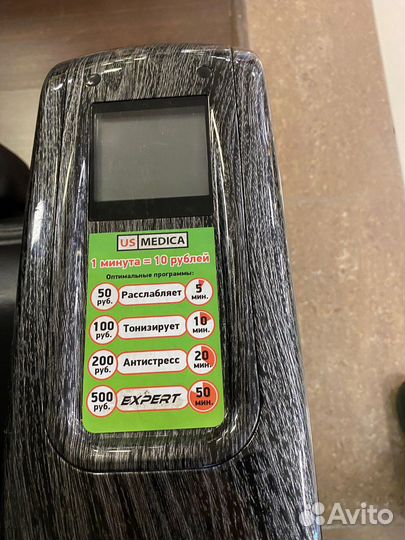 US MEDICA
1 минута = 10 рублей
Оптимальные программы:
50 руб. Расслабляет 5 мин.
100 руб. Тонизирует 10 мин.
200 руб. Антистресс 20 мин.
500 руб. EXPERT 50 мин.
Avito